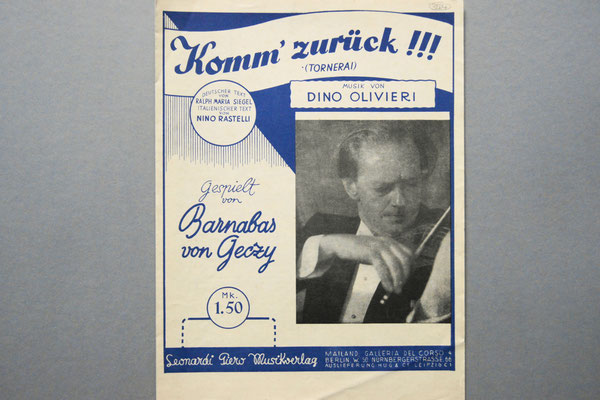 Komm' zurück !!!
(TORNERAI)
MUSIK VON
DINO OLIVIERI
DEUTSCHER TEXT
VON
RALPH MARIA SIEGEL
ITALIENISCHER TEXT
VON
NINO RASTELLI
Gespielt
von
Barnabas
von Geczy
Mk.
1.50
Leonardi Piero Musikverlag
MAILAND, GALLERIA DEL CORSO 4
BERLIN W. 50 NÜRNBERGERSTRASSE 66
AUSLIEFERUNG HUG & Co LEIPZIG C1